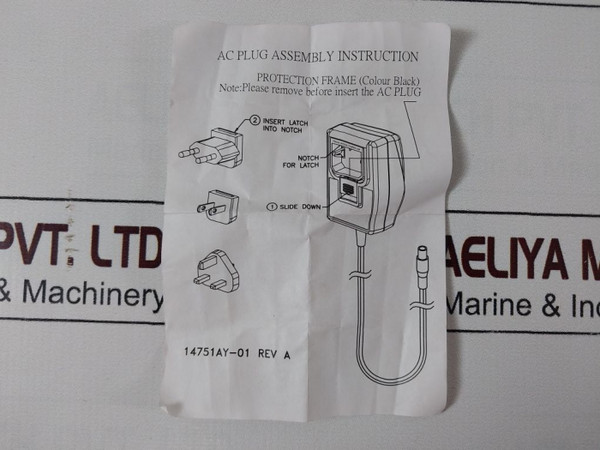 AC PLUG ASSEMBLY INSTRUCTION
PROTECTION FRAME (Colour Black)
Note:Please remove before insert the AC PLUG
② INSERT LATCH
INTO NOTCH
NOTCH
FOR LATCH
① SLIDE DOWN
14751AY-01 REV A
PVT. LTD
& Machinery
AELIYA M
Marine & Ind